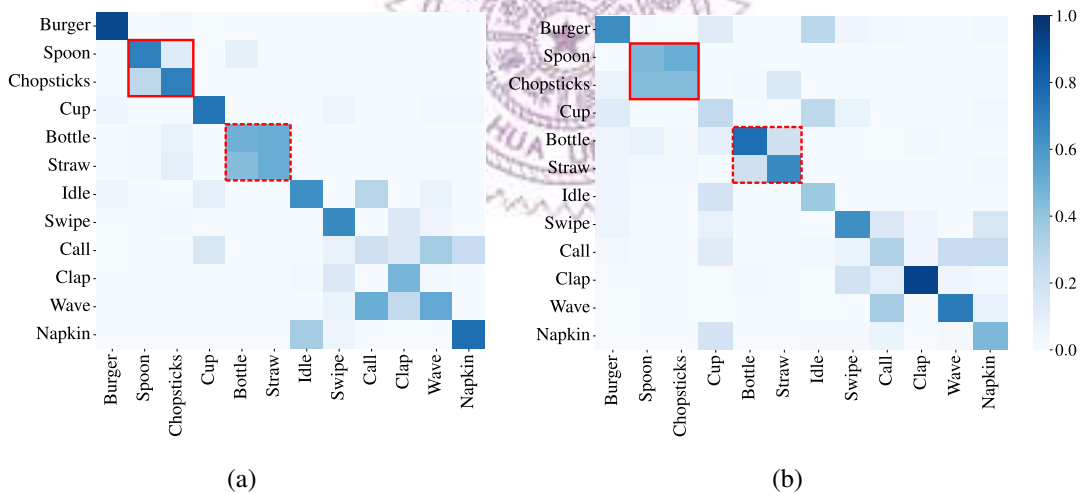 Burger
Spoon
Chopsticks
Cup
Bottle
Straw
Idle
Swipe
Call
Clap
Wave
Napkin
Burger
Spoon
Chopsticks
Cup
Bottle
Straw
Idle
Swipe
Call
Clap
Wave
Napkin
(a)
Burger
Spoon
Chopsticks
Cup
Bottle
Straw
Idle
Swipe
Call
Clap
Wave
Napkin
Burger
Spoon
Chopsticks
Cup
Bottle
Straw
Idle
Swipe
Call
Clap
Wave
Napkin
(b)
1.0
0.8
0.6
0.4
0.2
0.0
HUA